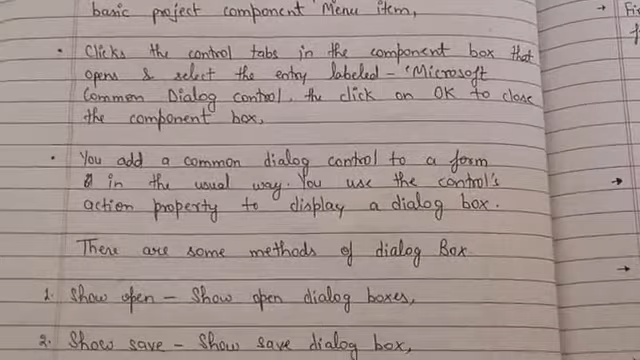 basic project component Menu item,
• Clicks the control tabs in the component box that
opens & select the entry labeled - 'Microsoft
Common Dialog control, the click on OK to close
the component box,
• You add a common dialog control to a form
in the usual way. You use the control's
action property to display a dialog box.
There are some methods of dialog Box
1. Show open - Show open dialog boxes,
2. Show save - Show save dialog box,